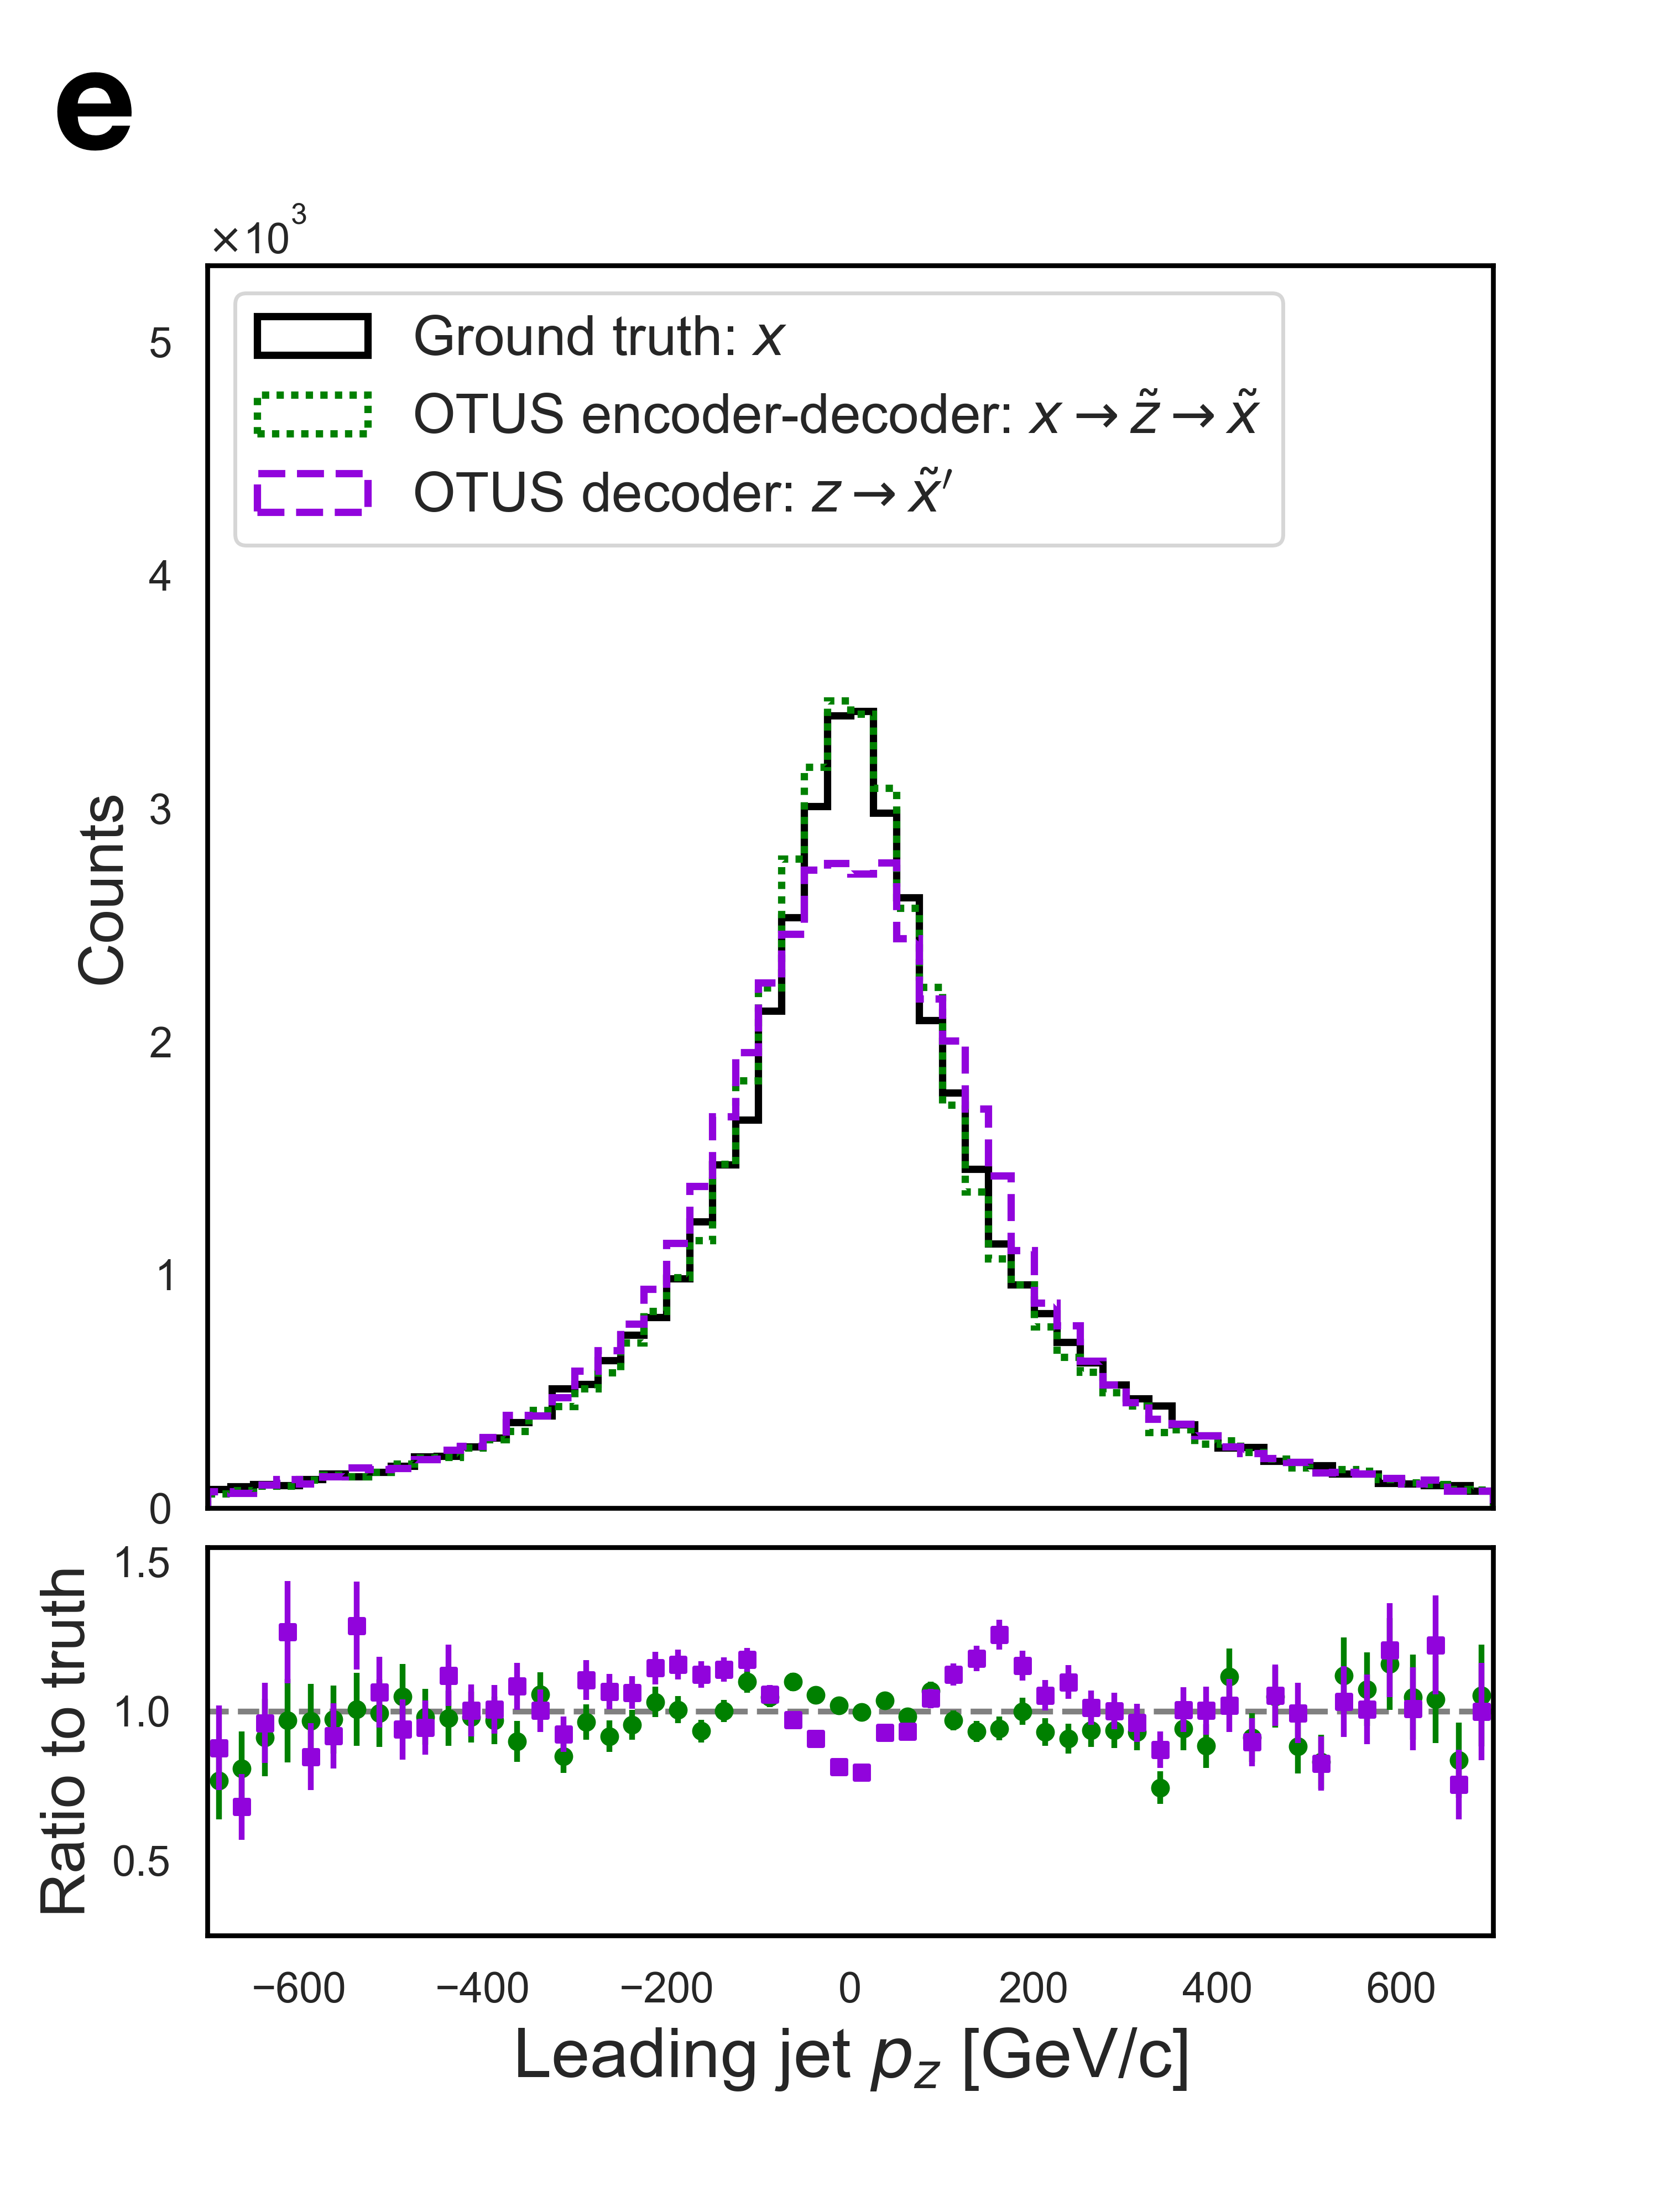 e
×10³
5
4
3
2
1
0
Counts
Ground truth: x
OTUS encoder-decoder: x → z̃ → x̃
OTUS decoder: z → x̃′
1.5
1.0
0.5
Ratio to truth
−600 −400 −200 0 200 400 600
Leading jet p_z [GeV/c]